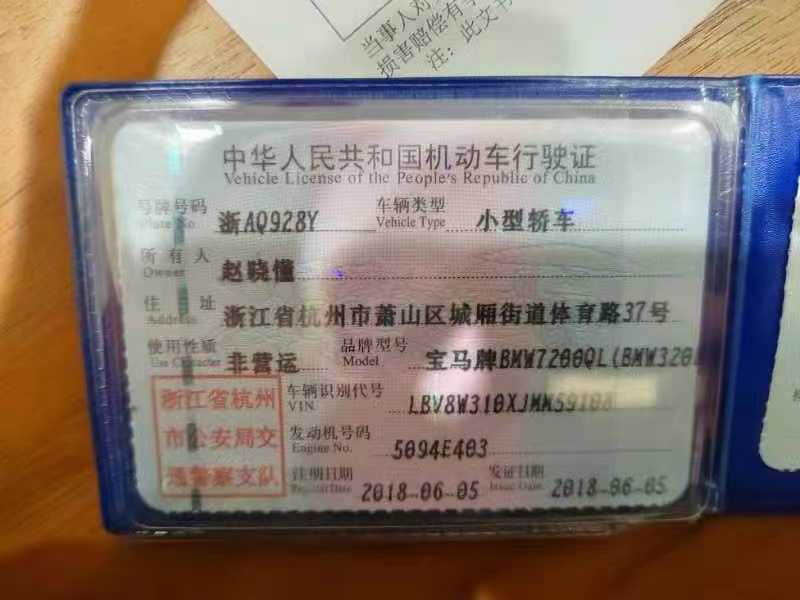 当事人对
损害赔偿有
注：此文书
中华人民共和国机动车行驶证
Vehicle License of the People's Republic of China
号牌号码 浙AQ928Y 车辆类型 小型轿车
Plate No. Vehicle Type
所有人 赵晓懂
Owner
住址 浙江省杭州市萧山区城厢街道体育路37号
Address
使用性质 非营运 品牌型号 宝马牌BMW7200QL(BMW320
Use Character Model
浙江省杭州 车辆识别代号 LBV8W310XJMM59108
VIN
市公安局交 发动机号码 5094E403
Engine No.
通警察支队 注册日期 2018-06-05 发证日期 2018-06-05
Register Date Issue Date